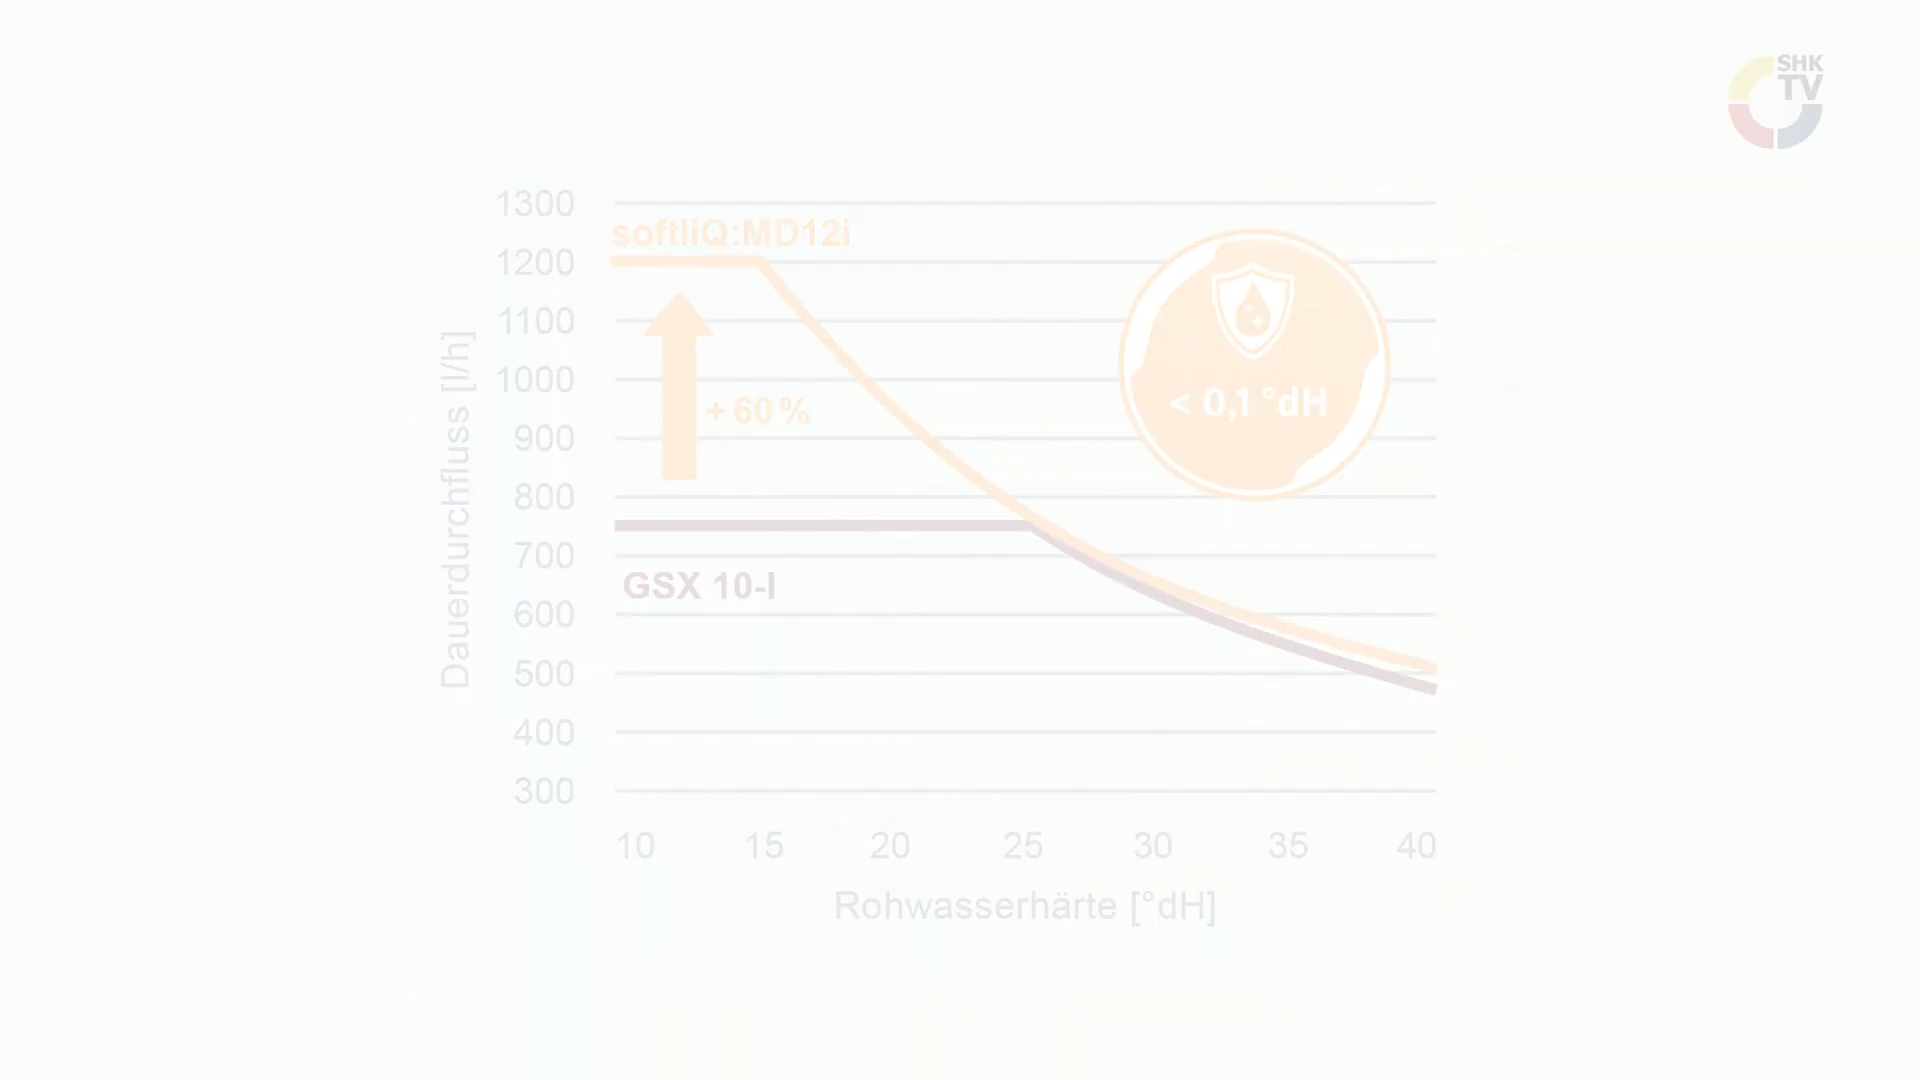 SHK
TV
1300
softliQ:MD12i
1200
1100
1000
+ 60 %
< 0,1 °dH
900
800
700
GSX 10-I
600
500
400
300
Dauerdurchfluss [l/h]
10 15 20 25 30 35 40
Rohwasserhärte [°dH]